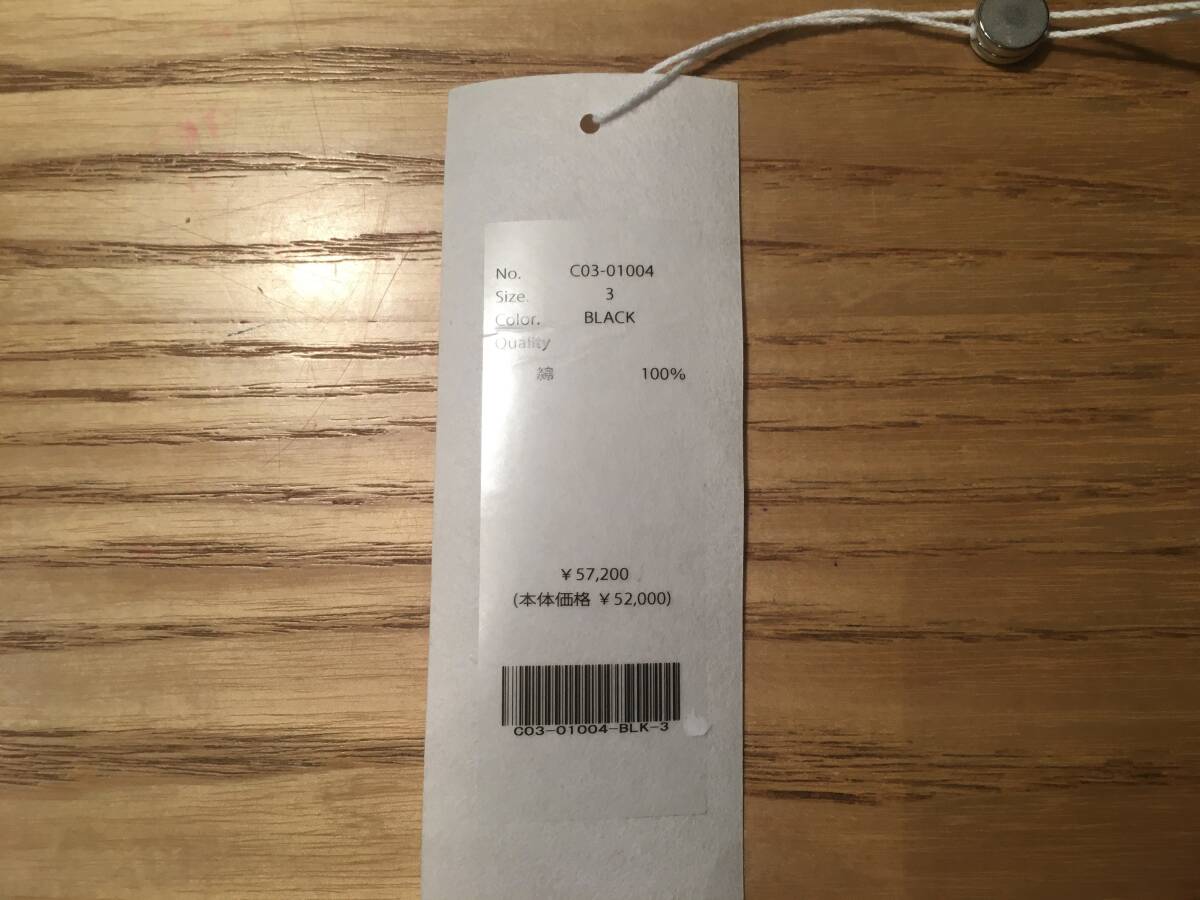 No. C03-01004
Size. 3
Color. BLACK
Quality
綿 100%
￥57,200
(本体価格 ￥52,000)
C03-01004-BLK-3